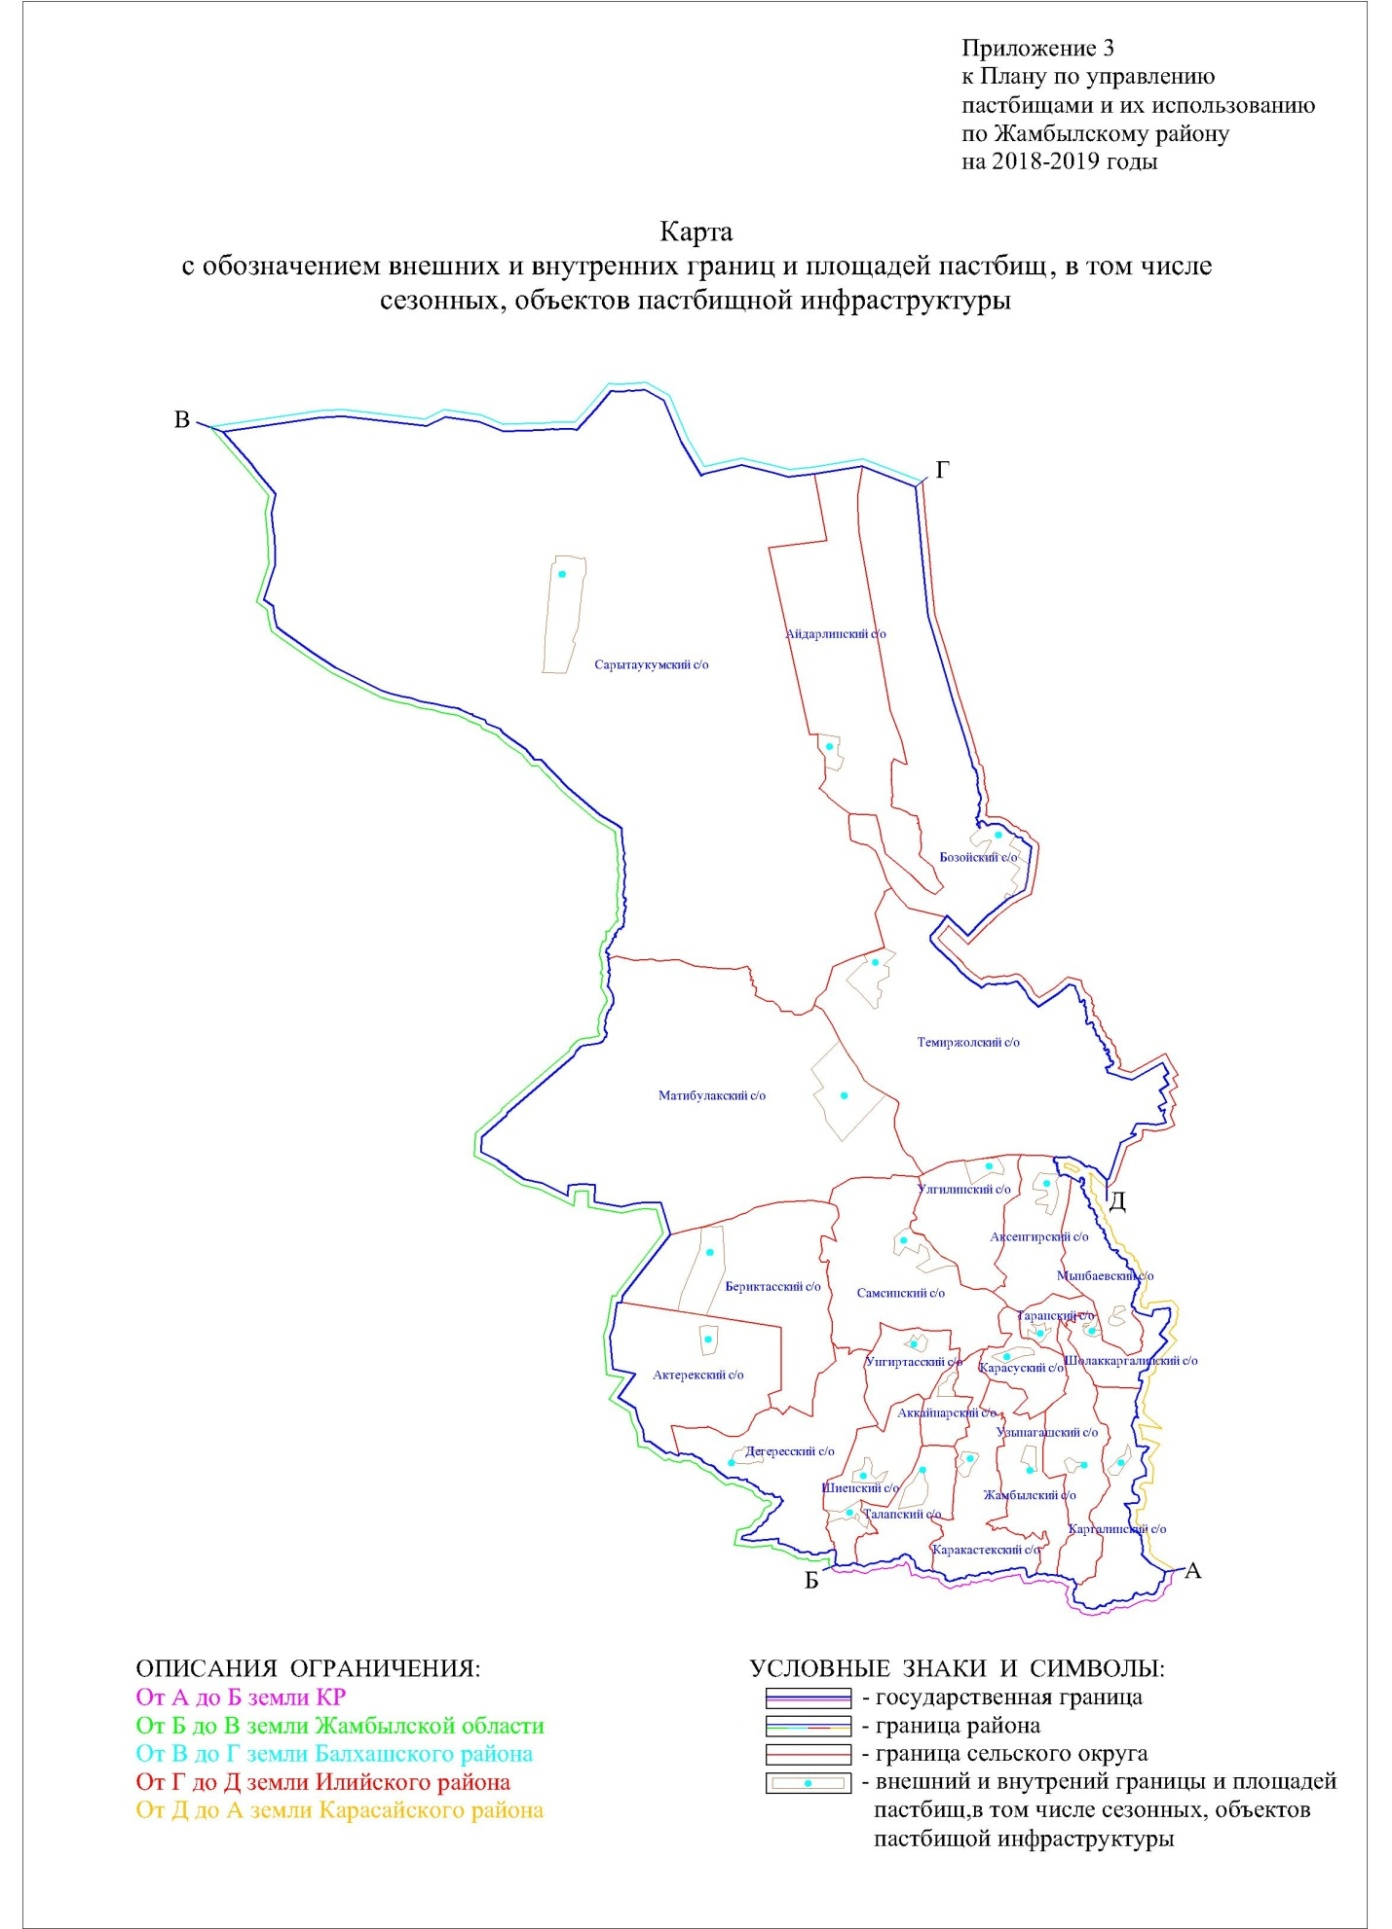 Приложение 3
к Плану по управлению
пастбищами и их использованию
по Жамбылскому району
на 2018-2019 годы
Карта
с обозначением внешних и внутренних границ и площадей пастбищ, в том числе
сезонных, объектов пастбищной инфраструктуры
В
Г
Айдарлинский с/о
Сарытаукумский с/о
Бозойский с/о
Темиржолский с/о
Матибулакский с/о
Улгилинский с/о
Д
Аксенгирский с/о
Мынбаевский с/о
Бериктасский с/о
Самсинский с/о
Таранский с/о
Унгиртасский с/о
Карасуский с/о
Шолаккаргалинский с/о
Актерекский с/о
Аккайнарский с/о
Узынагашский с/о
Дегересский с/о
Шиенский с/о
Жамбылский с/о
Талапский с/о
Каргалинский с/о
Каракастекский с/о
Б
А
ОПИСАНИЯ ОГРАНИЧЕНИЯ:
От А до Б земли КР
От Б до В земли Жамбылской области
От В до Г земли Балхашского района
От Г до Д земли Илийского района
От Д до А земли Карасайского района
УСЛОВНЫЕ ЗНАКИ И СИМВОЛЫ:
- государственная граница
- граница района
- граница сельского округа
- внешний и внутрений границы и площадей
пастбищ,в том числе сезонных, объектов
пастбищой инфраструктуры